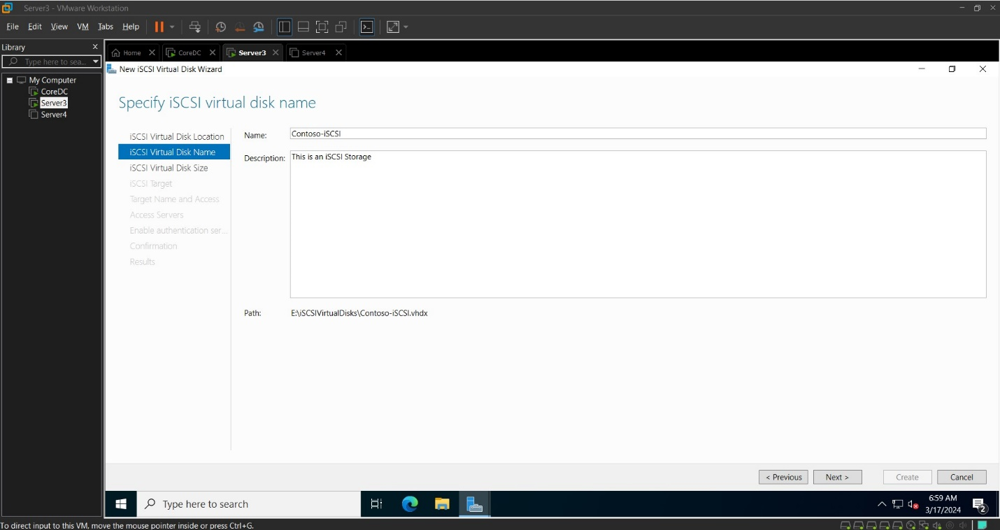 Server3 - VMware Workstation
File Edit View VM Tabs Help
Library
Type here to sea...
My Computer
CoreDC
Server3
Server4
Home CoreDC Server3 Server4
New iSCSI Virtual Disk Wizard
Specify iSCSI virtual disk name
iSCSI Virtual Disk Location
iSCSI Virtual Disk Name
iSCSI Virtual Disk Size
iSCSI Target
Target Name and Access
Access Servers
Enable authentication ser...
Confirmation
Results
Name: Contoso-iSCSI
Description: This is an iSCSI Storage
Path: E:\iSCSIVirtualDisks\Contoso-iSCSI.vhdx
< Previous Next > Create Cancel
Type here to search
6:59 AM
3/17/2024
2
To direct input to this VM, move the mouse pointer inside or press Ctrl+G.